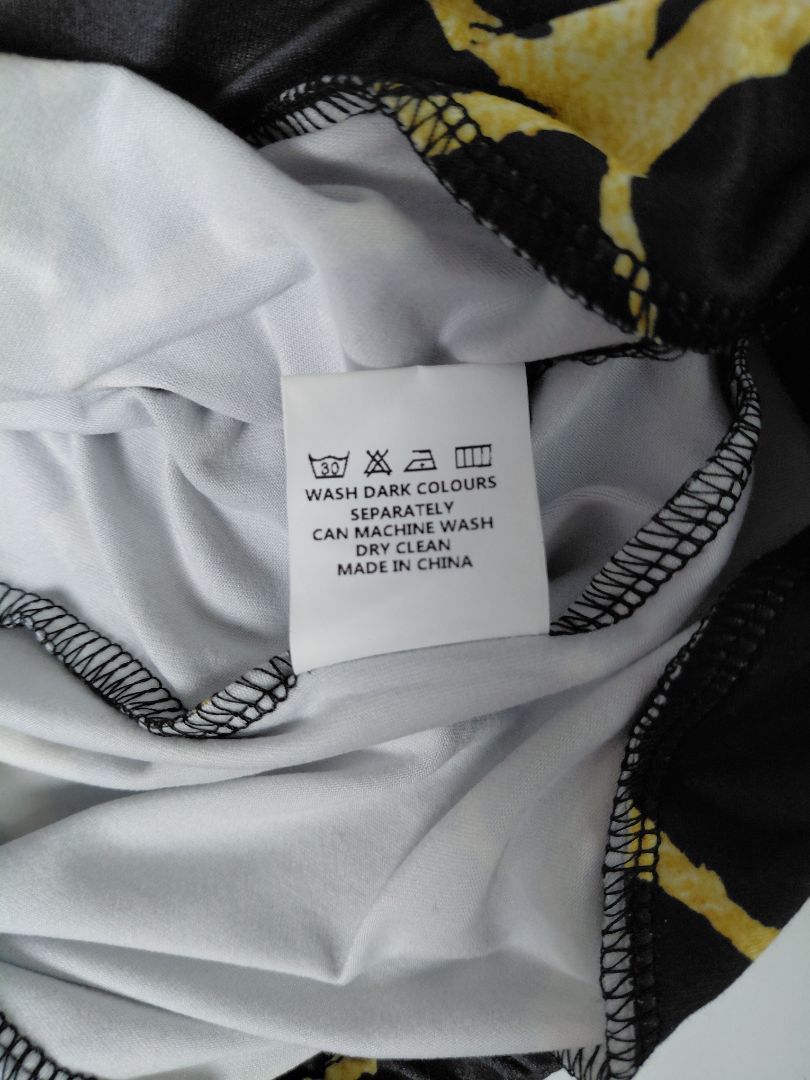 30
WASH DARK COLOURS
SEPARATELY
CAN MACHINE WASH
DRY CLEAN
MADE IN CHINA